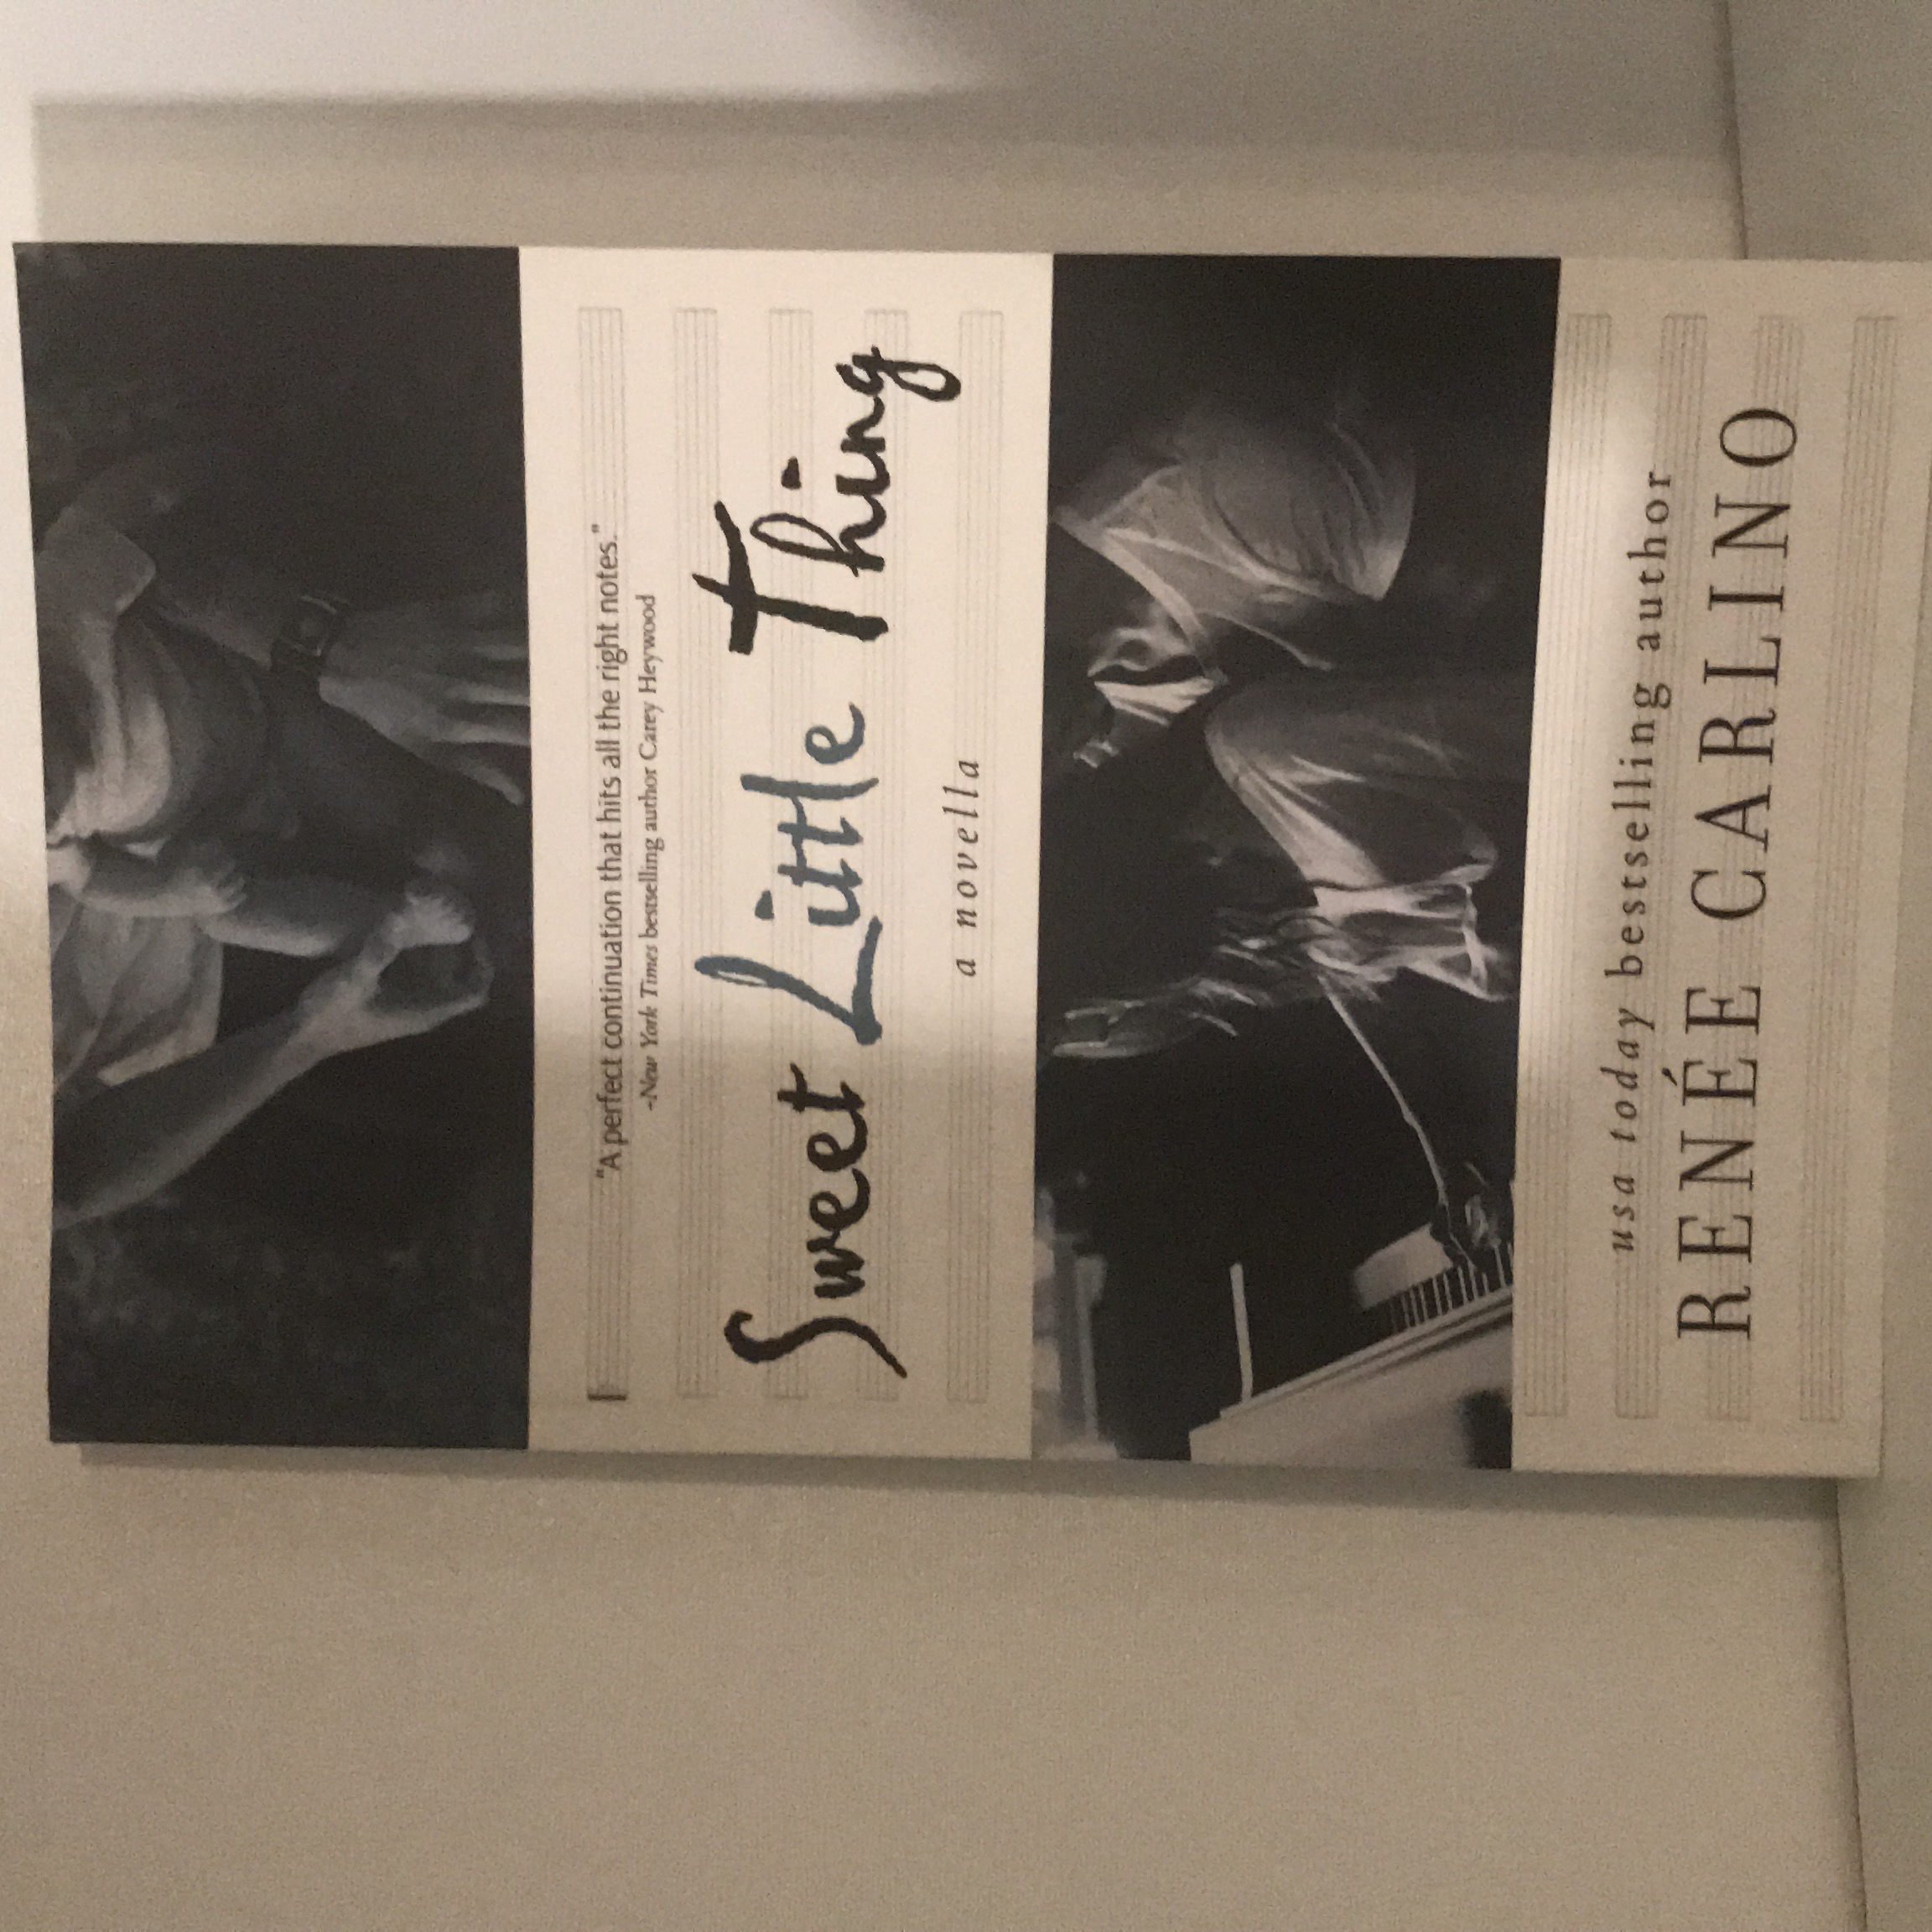 "A perfect continuation that hits all the right notes."
-New York Times bestselling author Carey Heywood
Sweet Little Thing
a novella
usa today bestselling author
RENÉE CARLINO